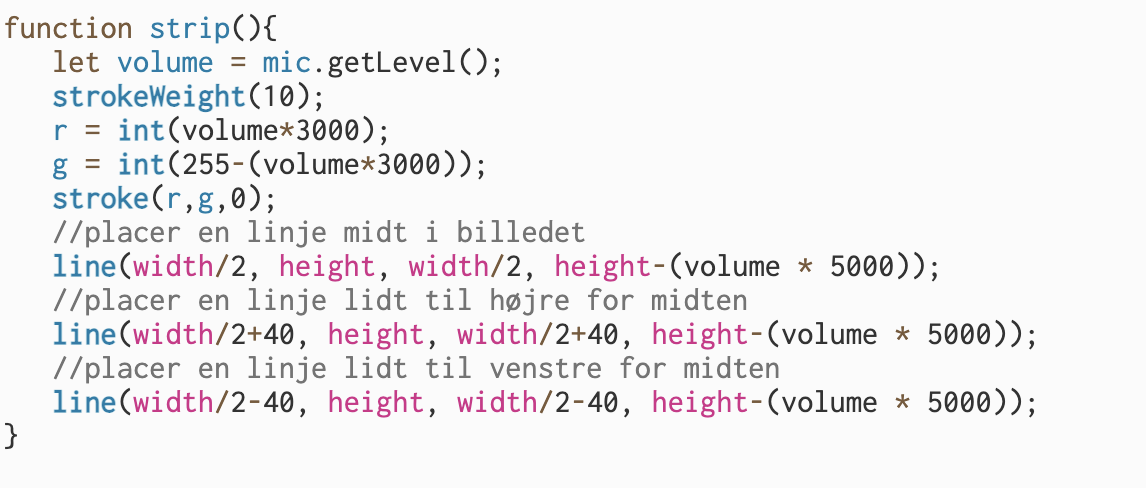 function strip(){
   let volume = mic.getLevel();
   strokeWeight(10);
   r = int(volume*3000);
   g = int(255-(volume*3000));
   stroke(r,g,0);
   //placer en linje midt i billedet
   line(width/2, height, width/2, height-(volume * 5000));
   //placer en linje lidt til højre for midten
   line(width/2+40, height, width/2+40, height-(volume * 5000));
   //placer en linje lidt til venstre for midten
   line(width/2-40, height, width/2-40, height-(volume * 5000));
}